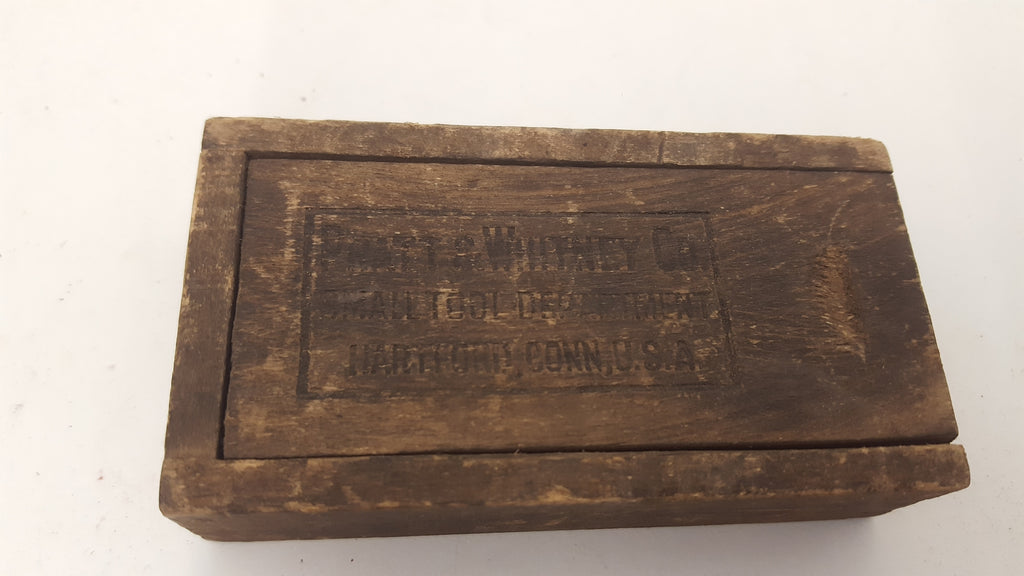 PRATT & WHITNEY CO.
SMALL TOOL DEPARTMENT
HARTFORD, CONN., U.S.A.